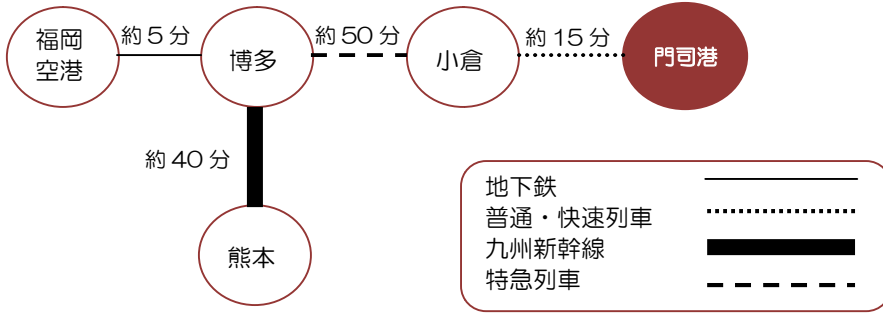 約5分
約50分
約15分
福岡
空港
博多
小倉
門司港
約40分
熊本
地下鉄
普通・快速列車
九州新幹線
特急列車